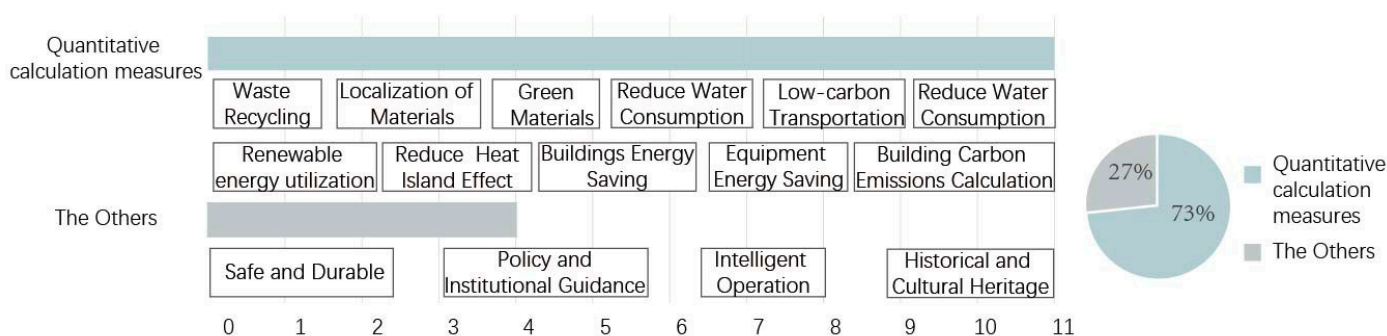 Quantitative
calculation measures
Waste
Recycling
Localization of
Materials
Green
Materials
Reduce Water
Consumption
Low-carbon
Transportation
Reduce Water
Consumption
Renewable
energy utilization
Reduce Heat
Island Effect
Buildings Energy
Saving
Equipment
Energy Saving
Building Carbon
Emissions Calculation
The Others
Safe and Durable
Policy and
Institutional Guidance
Intelligent
Operation
Historical and
Cultural Heritage
0 1 2 3 4 5 6 7 8 9 10 11
27%
73%
Quantitative
calculation
measures
The Others